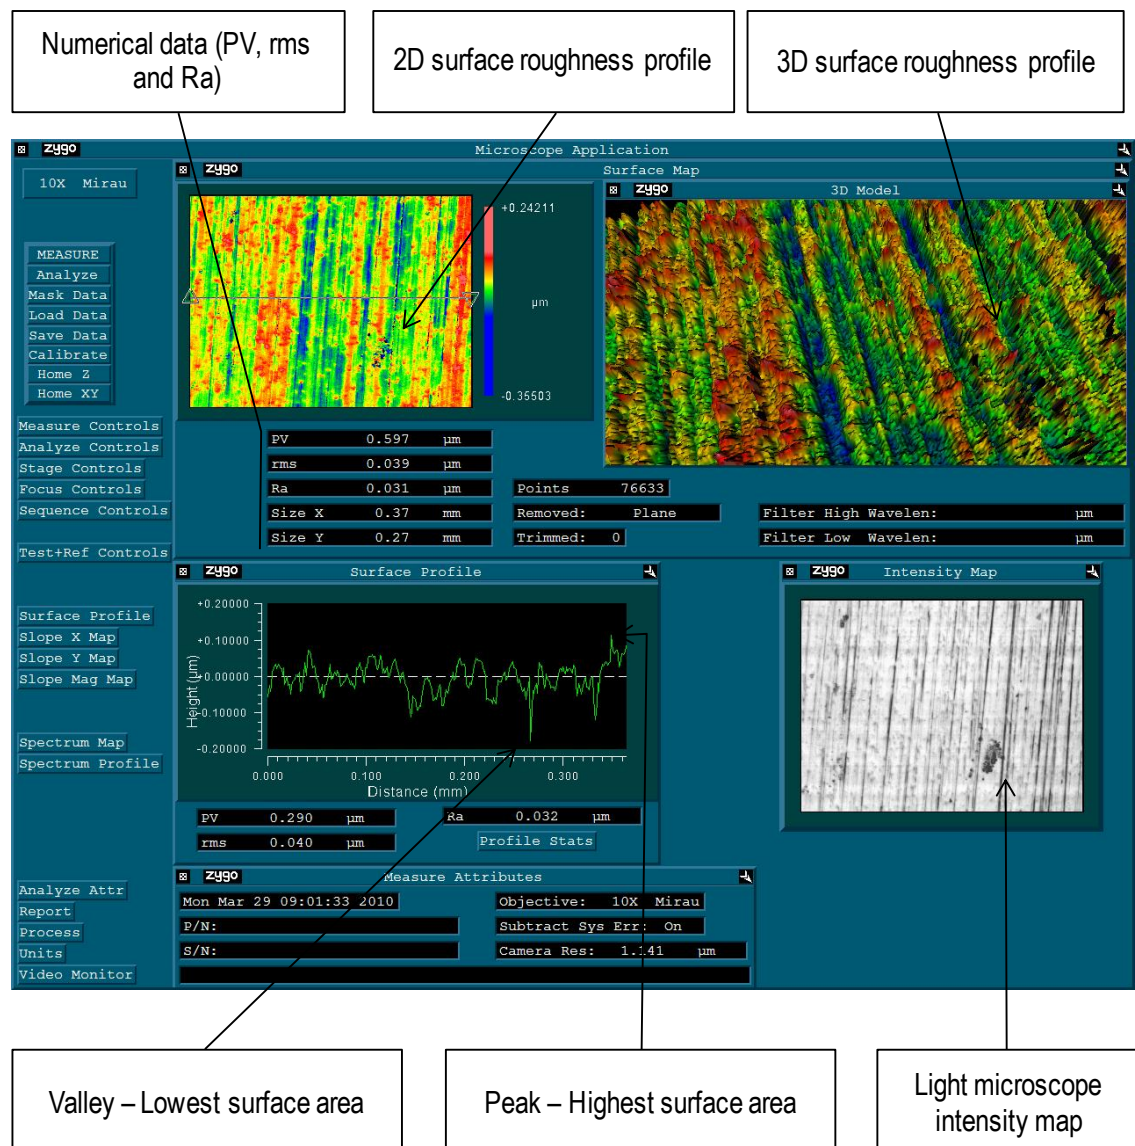 Numerical data (PV, rms
and Ra)
2D surface roughness profile
3D surface roughness profile
zygo Microscope Application
10X Mirau
zygo Surface Map
+0.24211
µm
-0.35503
zygo 3D Model
MEASURE
Analyze
Mask Data
Load Data
Save Data
Calibrate
Home Z
Home XY
Measure Controls
Analyze Controls
Stage Controls
Focus Controls
Sequence Controls
Test+Ref Controls
Surface Profile
Slope X Map
Slope Y Map
Slope Mag Map
Spectrum Map
Spectrum Profile
Analyze Attr
Report
Process
Units
Video Monitor
PV 0.597 µm
rms 0.039 µm
Ra 0.031 µm
Size X 0.37 mm
Size Y 0.27 mm
Points 76633
Removed: Plane
Trimmed: 0
Filter High Wavelen: µm
Filter Low Wavelen: µm
zygo Surface Profile
+0.20000
+0.10000
+0.00000
-0.10000
-0.20000
Height (µm)
0.000 0.100 0.200 0.300
Distance (mm)
PV 0.290 µm
rms 0.040 µm
Ra 0.032 µm
Profile Stats
zygo Intensity Map
zygo Measure Attributes
Mon Mar 29 09:01:33 2010
P/N:
S/N:
Objective: 10X Mirau
Subtract Sys Err: On
Camera Res: 1.141 µm
Valley – Lowest surface area
Peak – Highest surface area
Light microscope
intensity map